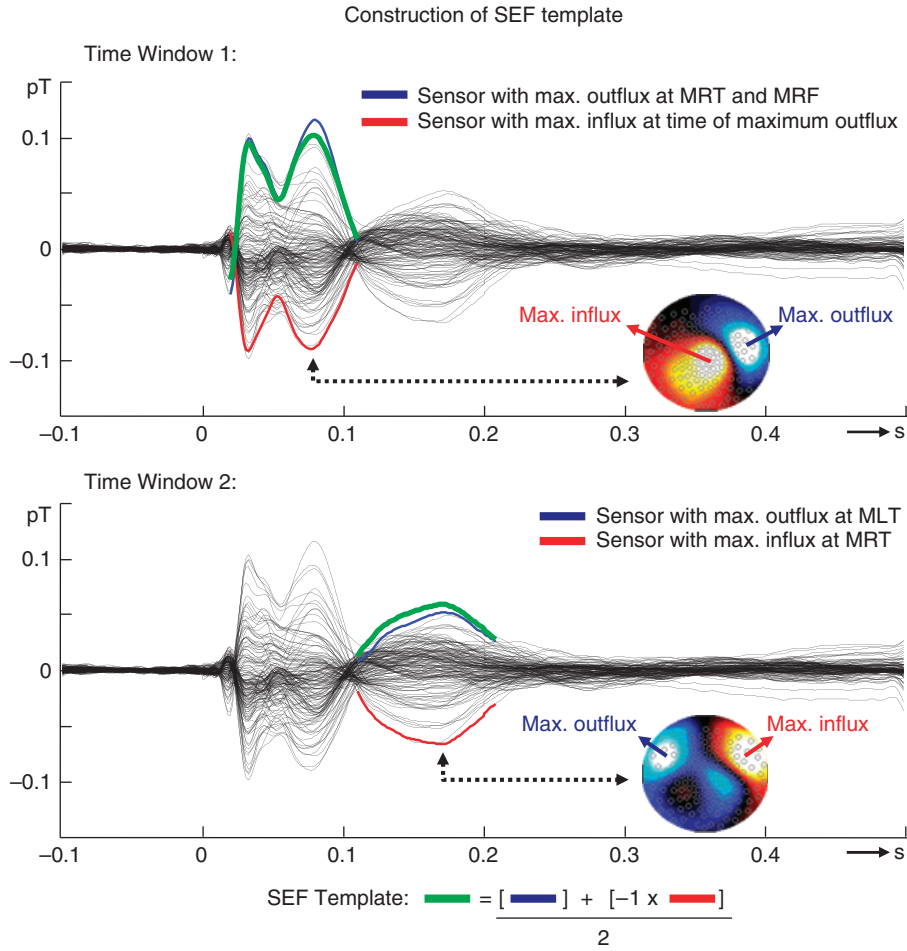 Construction of SEF template
Time Window 1:
pT
Sensor with max. outflux at MRT and MRF
Sensor with max. influx at time of maximum outflux
0.1
0
−0.1
Max. influx
Max. outflux
−0.1 0 0.1 0.2 0.3 0.4 s
Time Window 2:
pT
Sensor with max. outflux at MLT
Sensor with max. influx at MRT
0.1
0
−0.1
Max. outflux
Max. influx
−0.1 0 0.1 0.2 0.3 0.4 s
SEF Template: = [ ] + [−1 x ]
2